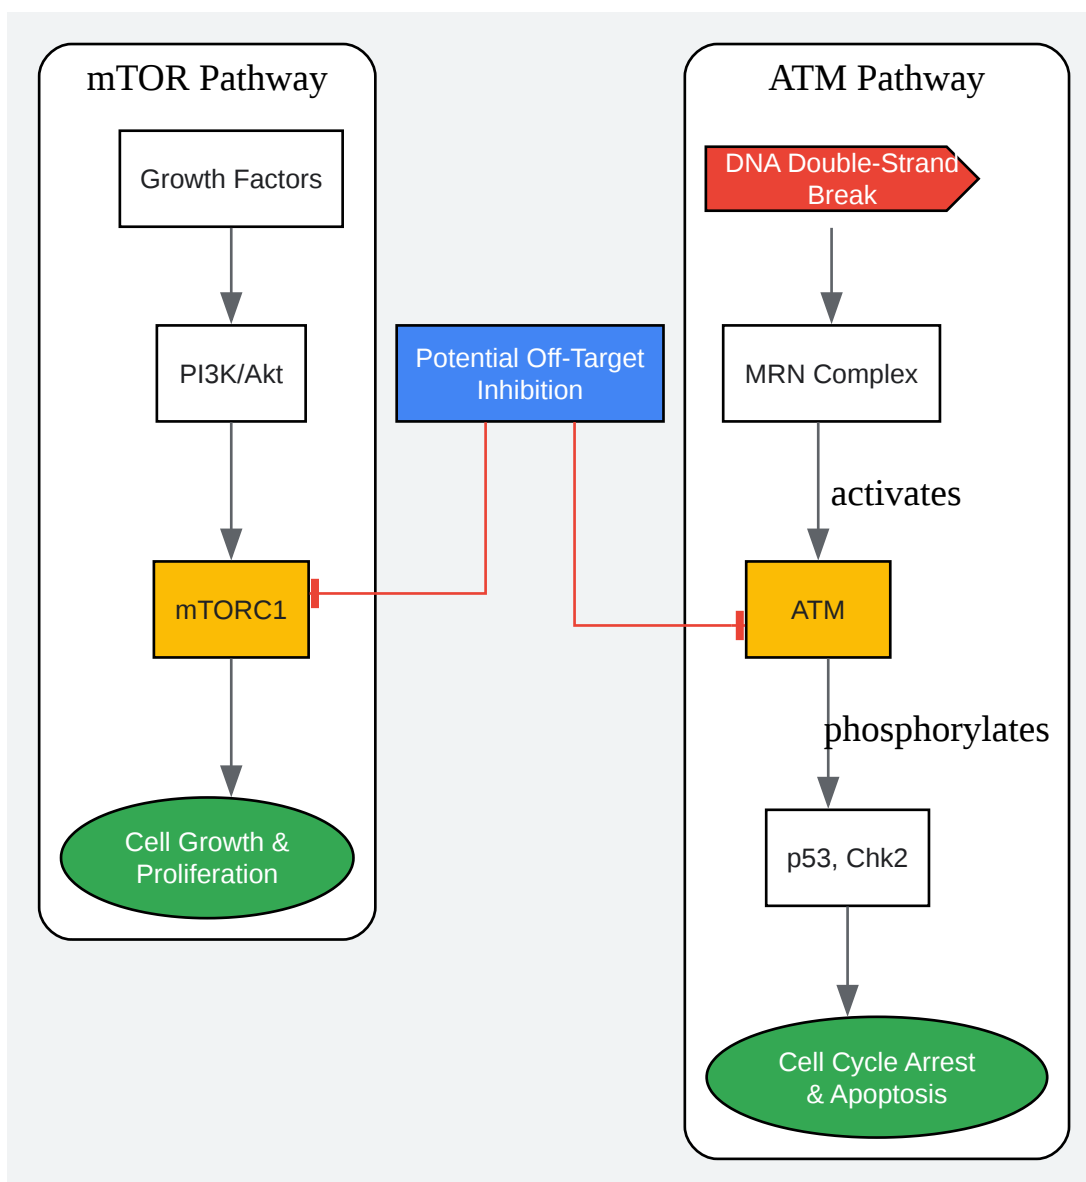 mTOR Pathway
Growth Factors
PI3K/Akt
mTORC1
Cell Growth &
Proliferation
Potential Off-Target
Inhibition
ATM Pathway
DNA Double-Strand
Break
MRN Complex
activates
ATM
phosphorylates
p53, Chk2
Cell Cycle Arrest
& Apoptosis